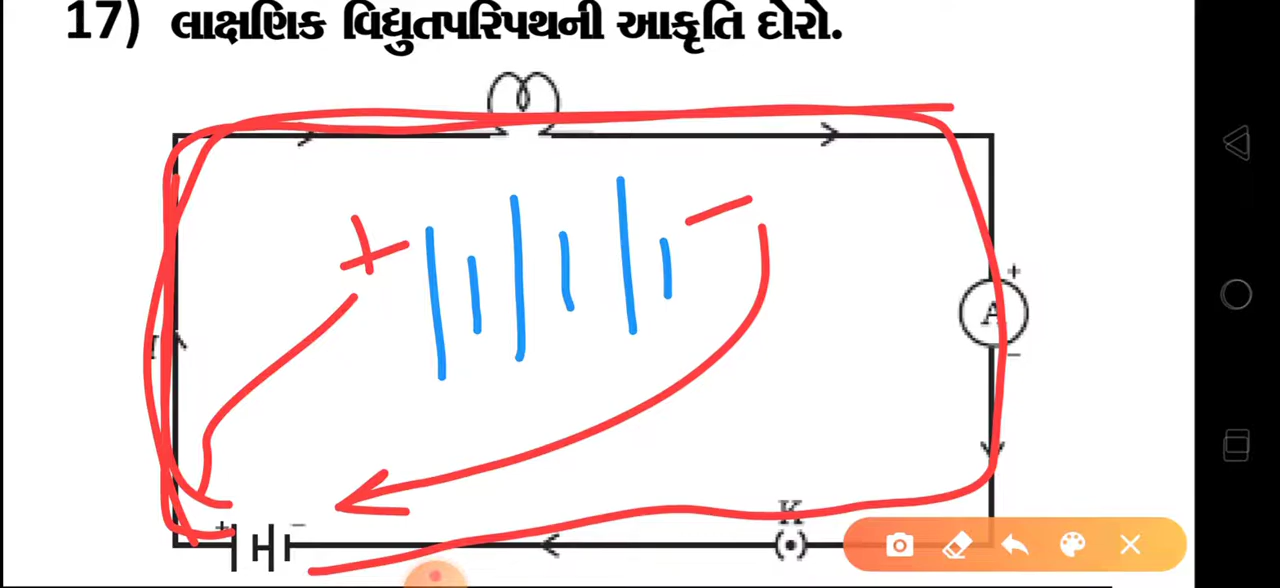 17) લાક્ષણિક વિદ્યુતપરિપથની આકૃતિ દોરો.
+ −
+
A
I
−
K
+ −
(•)